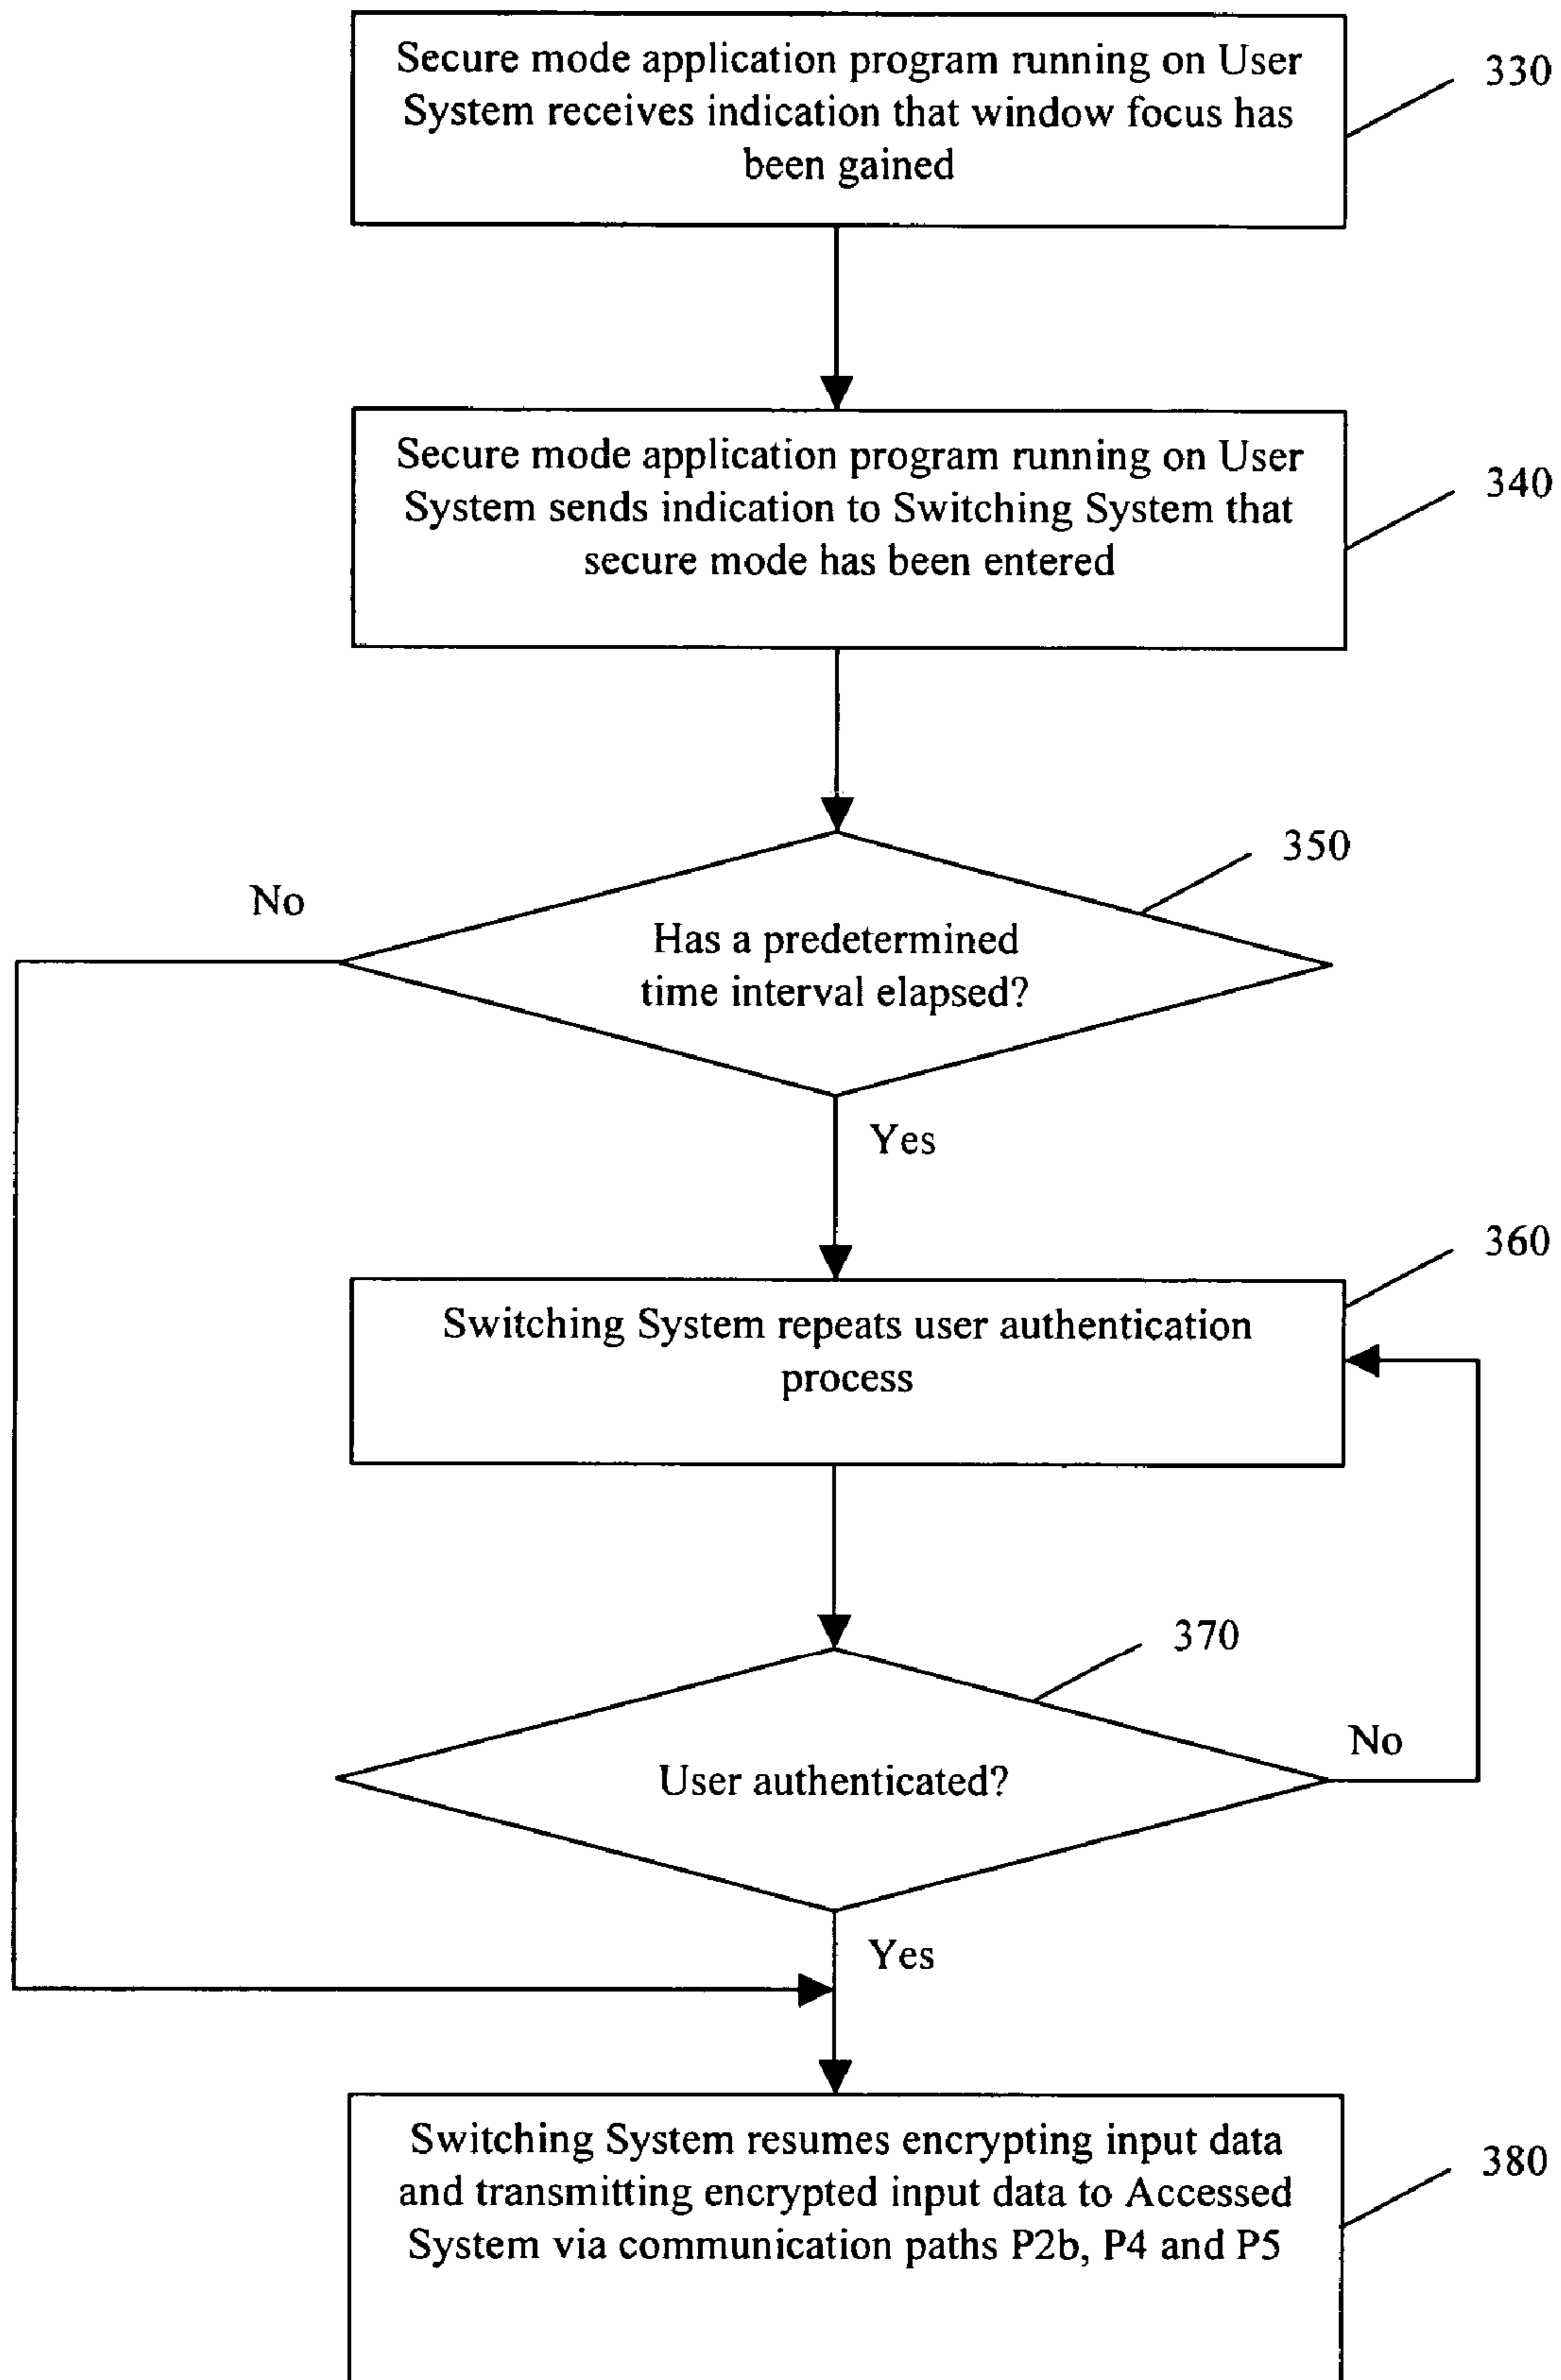 Secure mode application program running on User
System receives indication that window focus has
been gained
330
Secure mode application program running on User
System sends indication to Switching System that
secure mode has been entered
340
350
No
Has a predetermined
time interval elapsed?
Yes
360
Switching System repeats user authentication
process
370
No
User authenticated?
Yes
Switching System resumes encrypting input data
and transmitting encrypted input data to Accessed
System via communication paths P2b, P4 and P5
380